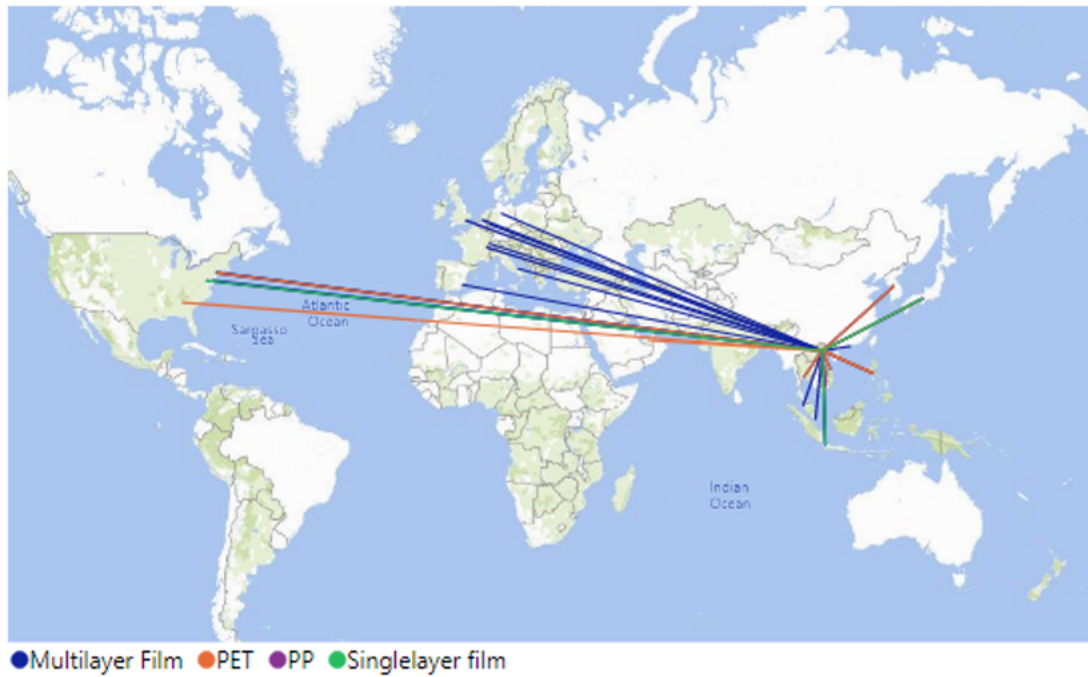 Atlantic
Ocean
Sargasso
Sea
Indian
Ocean
Multilayer Film PET PP Singlelayer film